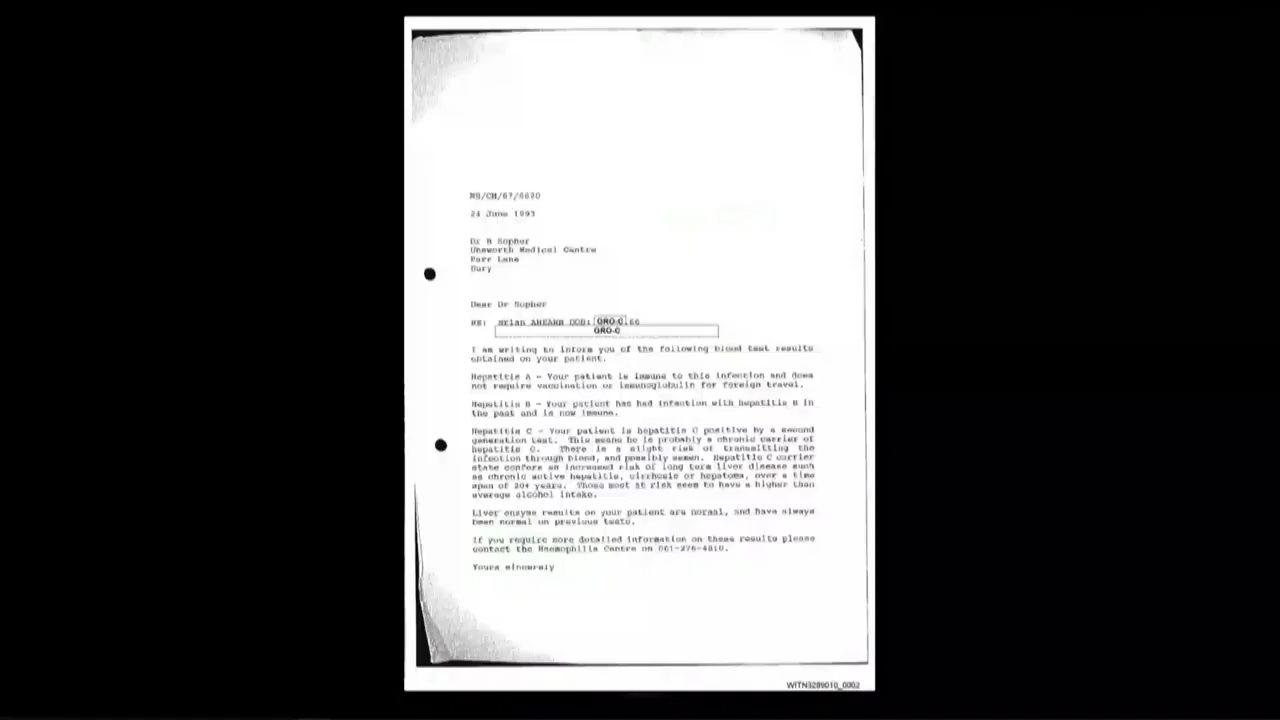 24 June 1993
Unsworth Medical Centre
Parr Lane
Bury
Dear Dr
RE: Brian AHEARN DOB: GRO-C 66
GRO-C
I am writing to inform you of the following blood test results
obtained on your patient.
Hepatitis A - Your patient is immune to this infection and does
not require vaccination or immunoglobulin for foreign travel.
Hepatitis B - Your patient has had infection with hepatitis B in
the past and is now immune.
Hepatitis C - Your patient is hepatitis C positive by a second
generation test. This means he is probably a chronic carrier of
hepatitis C. There is a slight risk of transmitting the
infection through blood, and possibly semen. Hepatitis C carrier
state confers an increased risk of long term liver disease such
as chronic active hepatitis, cirrhosis or hepatoma, over a time
span of 20+ years. Those most at risk seem to have a higher than
average alcohol intake.
Liver enzyme results on your patient are normal, and have always
been normal on previous tests.
If you require more detailed information on these results please
contact the Haemophilia Centre on 061-276-4810.
Yours sincerely
WITN3289010_0002